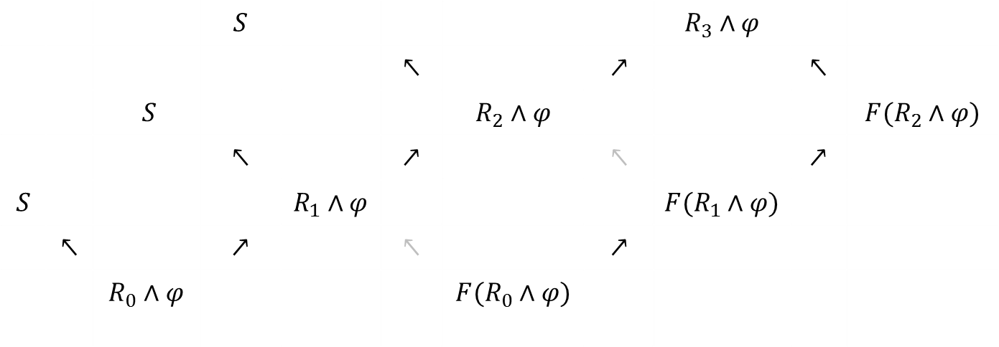 S R₃ ∧ φ
↖ ↗ ↖
S R₂ ∧ φ F(R₂ ∧ φ)
↖ ↗ ↖ ↗
S R₁ ∧ φ F(R₁ ∧ φ)
↖ ↗ ↖ ↗
R₀ ∧ φ F(R₀ ∧ φ)